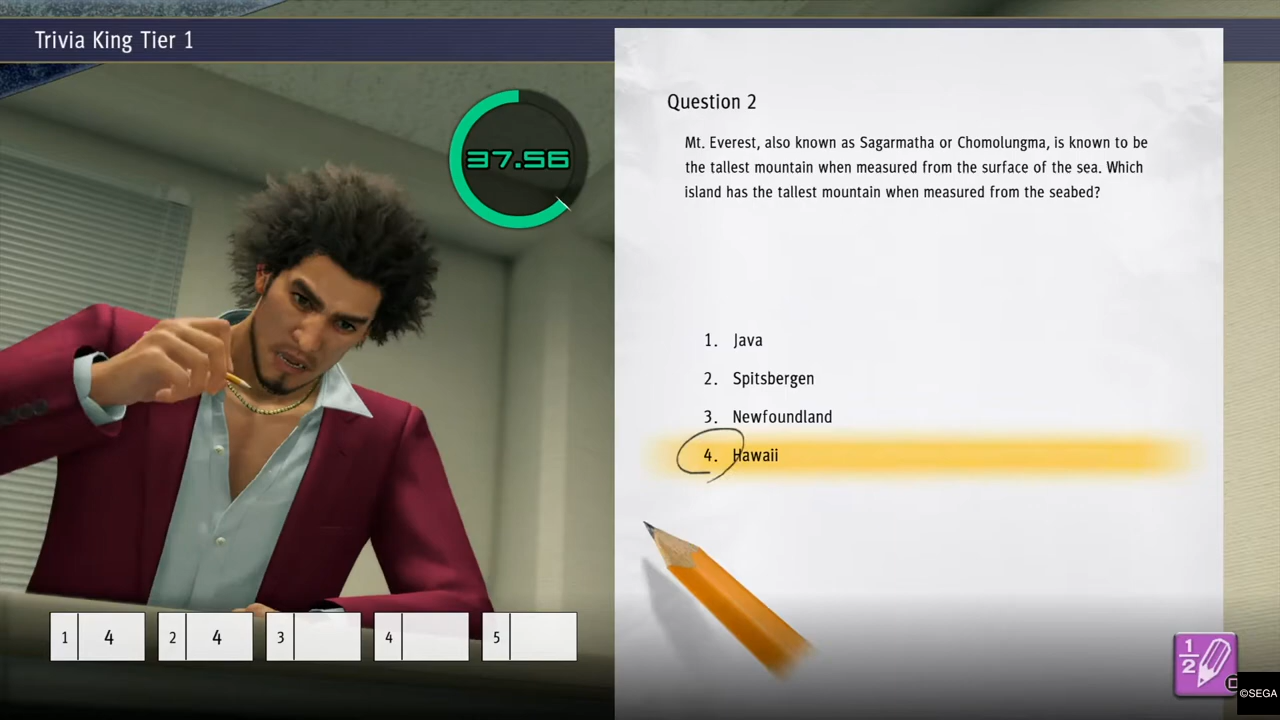 Trivia King Tier 1
37.56
Question 2
Mt. Everest, also known as Sagarmatha or Chomolungma, is known to be
the tallest mountain when measured from the surface of the sea. Which
island has the tallest mountain when measured from the seabed?
1. Java
2. Spitsbergen
3. Newfoundland
4. Hawaii
1 4 2 4 3 4 5
1/2
©SEGA